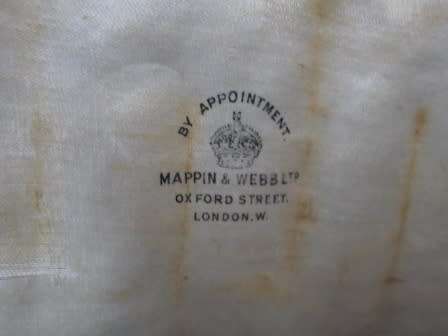 BY APPOINTMENT.
MAPPIN & WEBB LTD
OXFORD STREET.
LONDON. W.